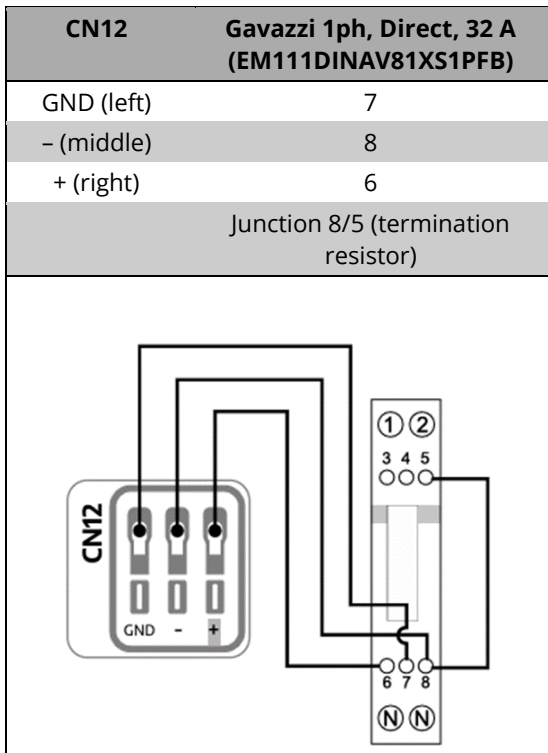 CN12 Gavazzi 1ph, Direct, 32 A
(EM111DINAV81XS1PFB)
GND (left) 7
– (middle) 8
+ (right) 6
Junction 8/5 (termination
resistor)
1 2
3 4 5
CN12
GND - +
6 7 8
N N